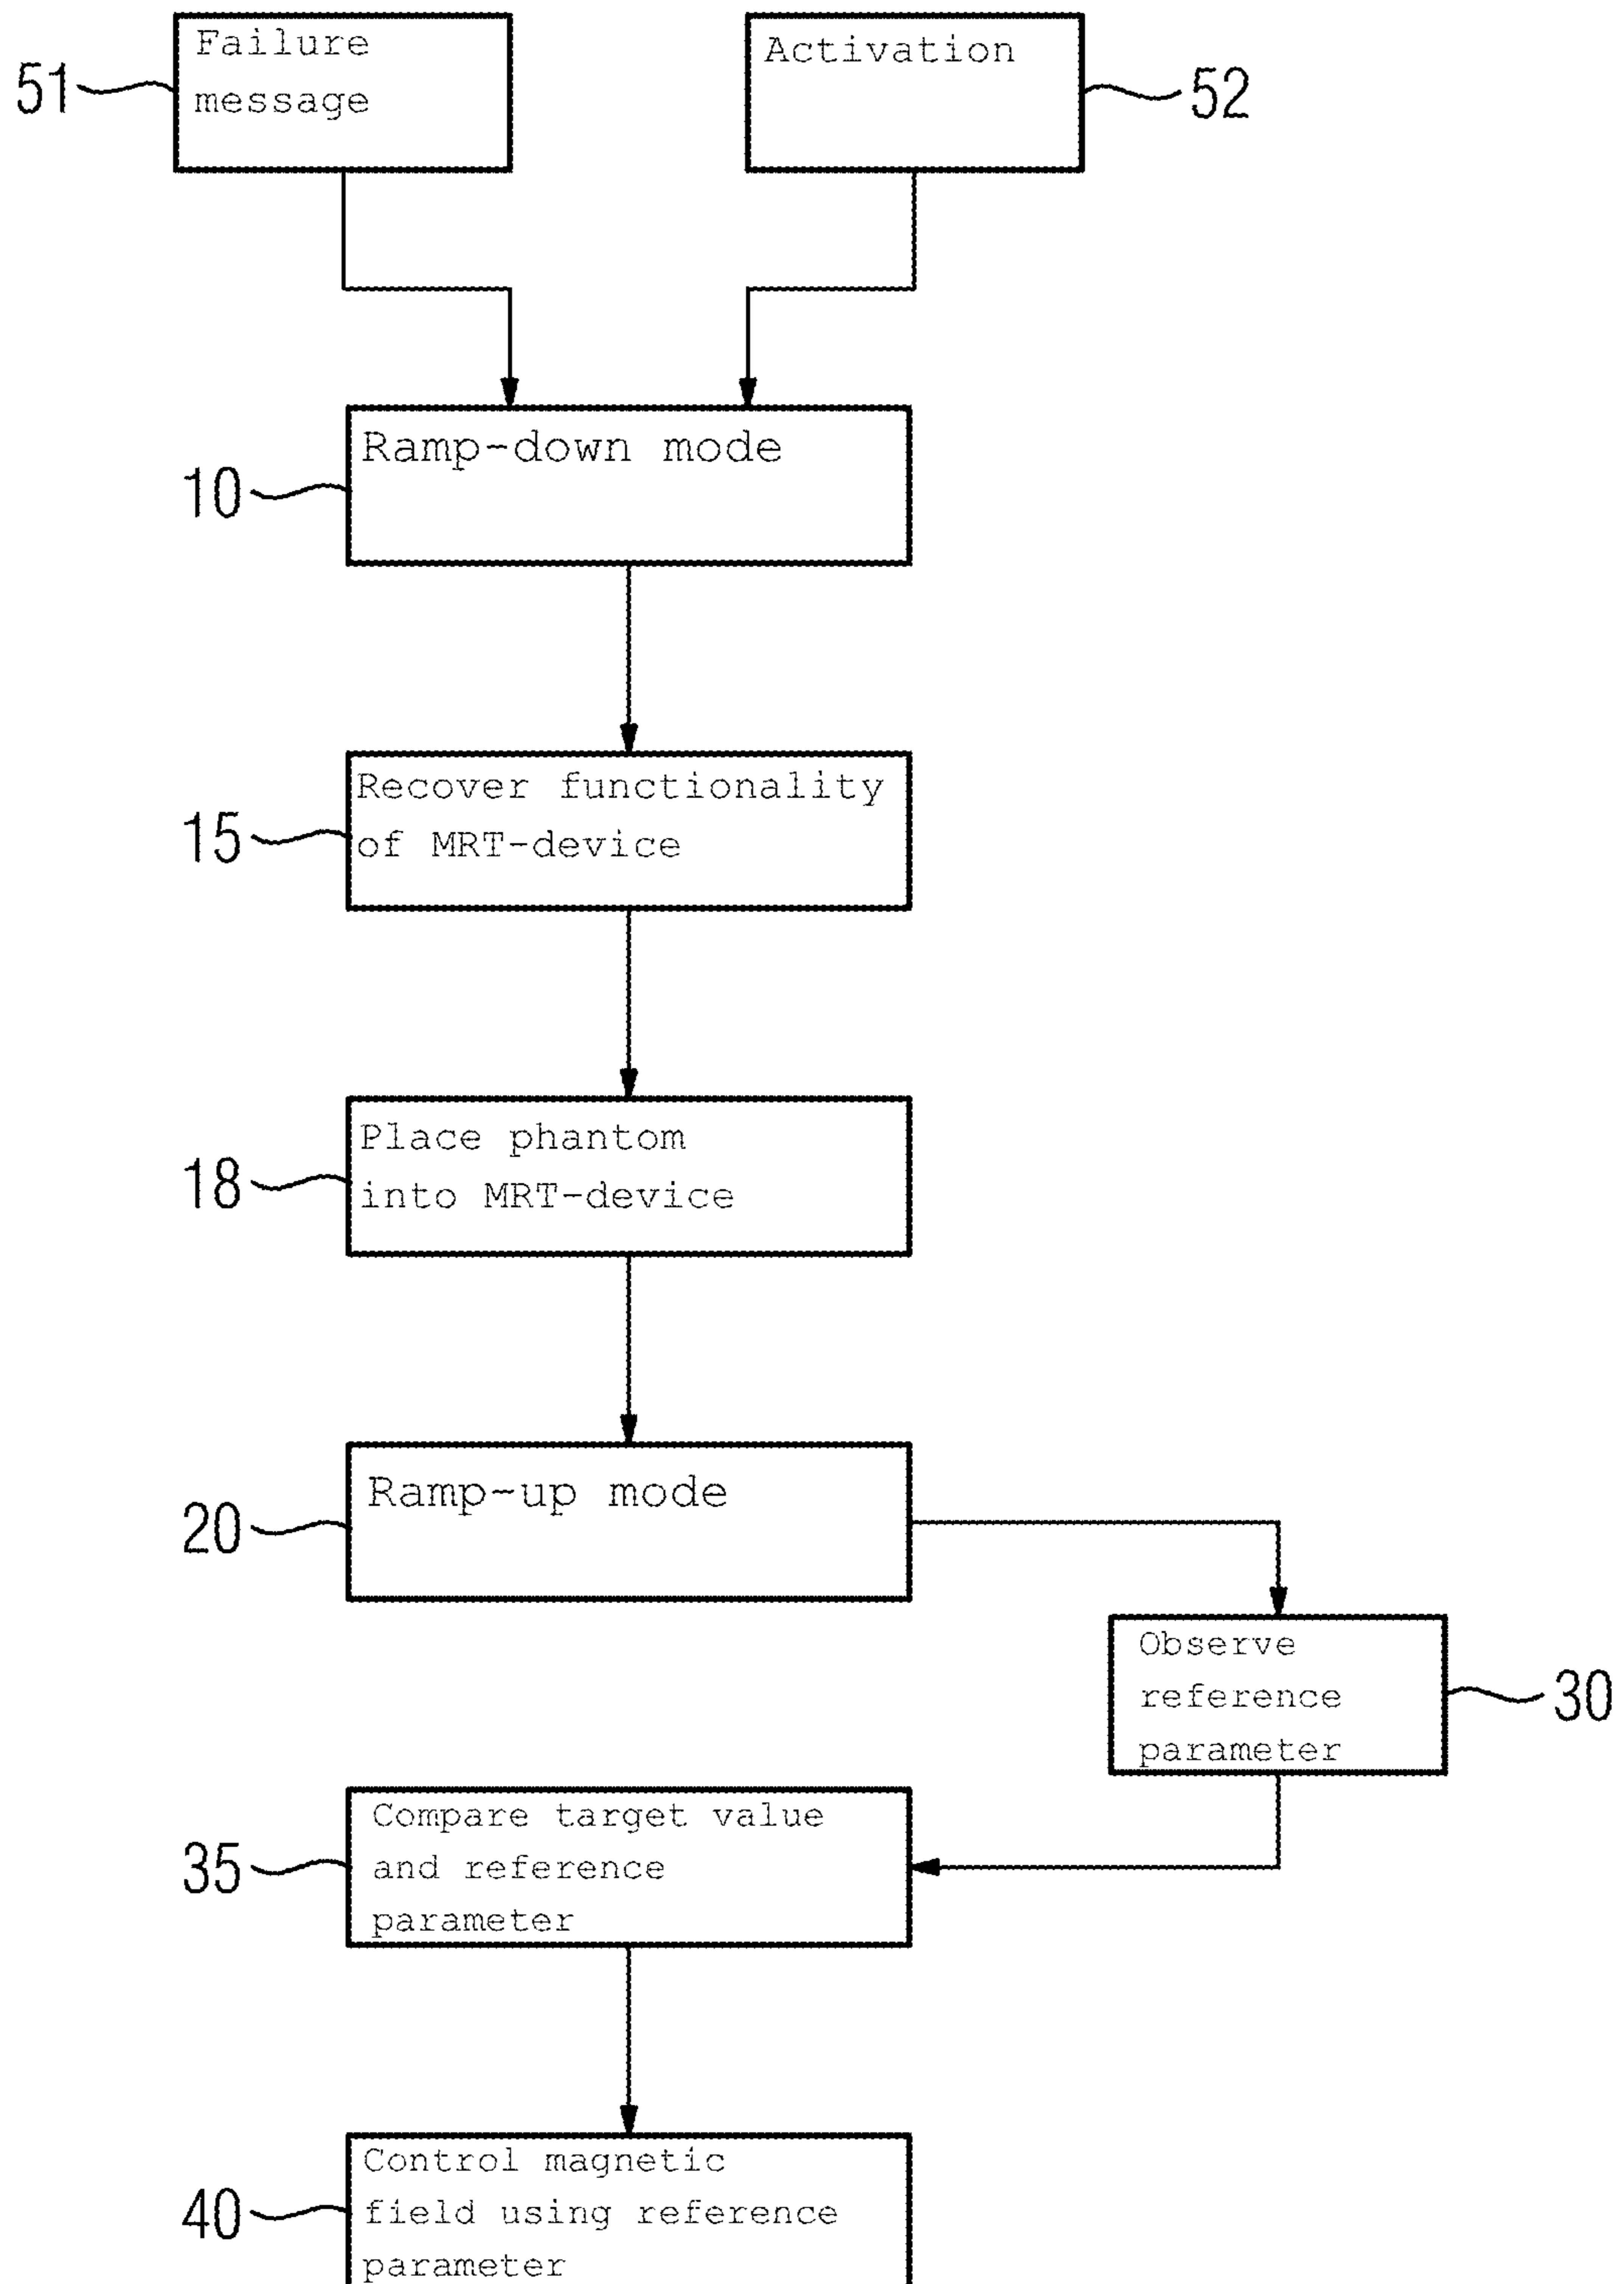 Failure
message
51
Activation
52
Ramp-down mode
10
Recover functionality
of MRT-device
15
Place phantom
into MRT-device
18
Ramp-up mode
20
Observe
reference
parameter
30
Compare target value
and reference
parameter
35
Control magnetic
field using reference
parameter
40